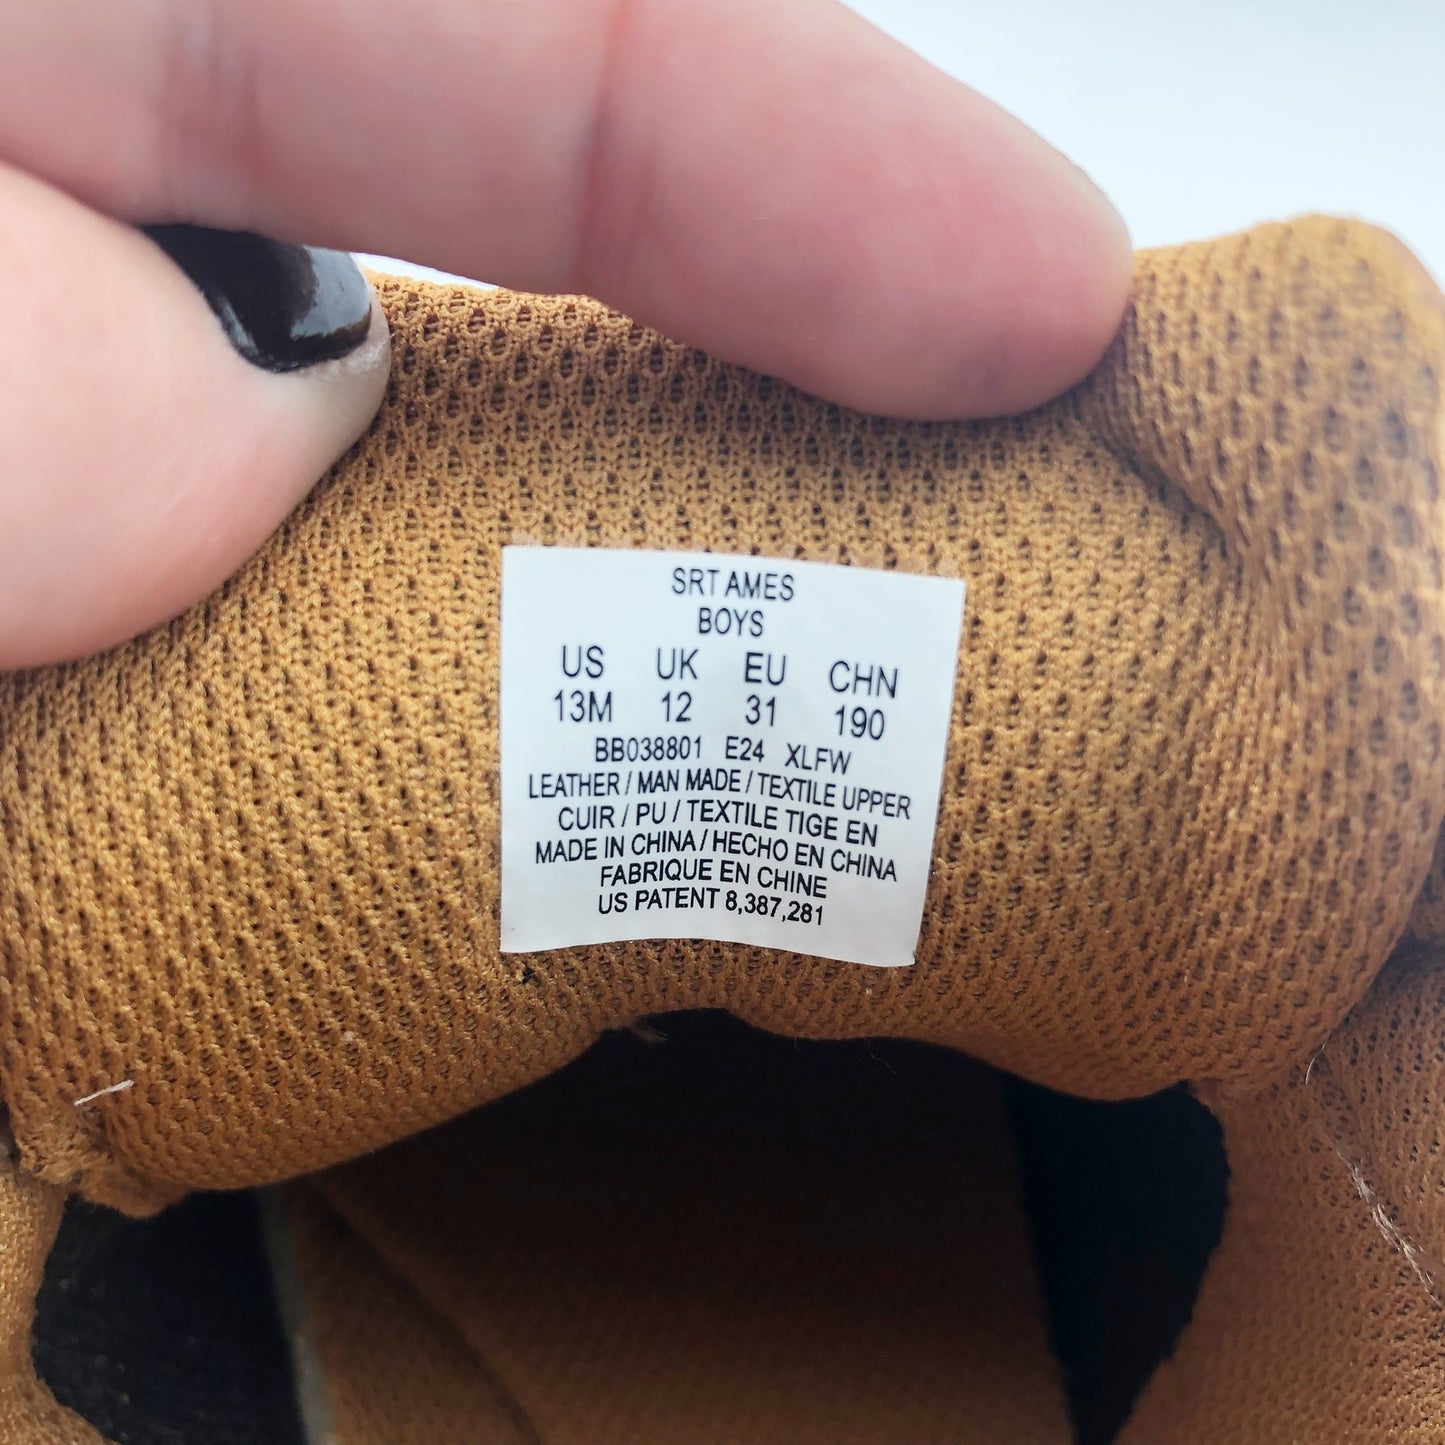 SRT AMES
BOYS
US UK EU CHN
13M 12 31 190
BB038801 E24 XLFW
LEATHER / MAN MADE / TEXTILE UPPER
CUIR / PU / TEXTILE TIGE EN
MADE IN CHINA / HECHO EN CHINA
FABRIQUE EN CHINE
US PATENT 8,387,281